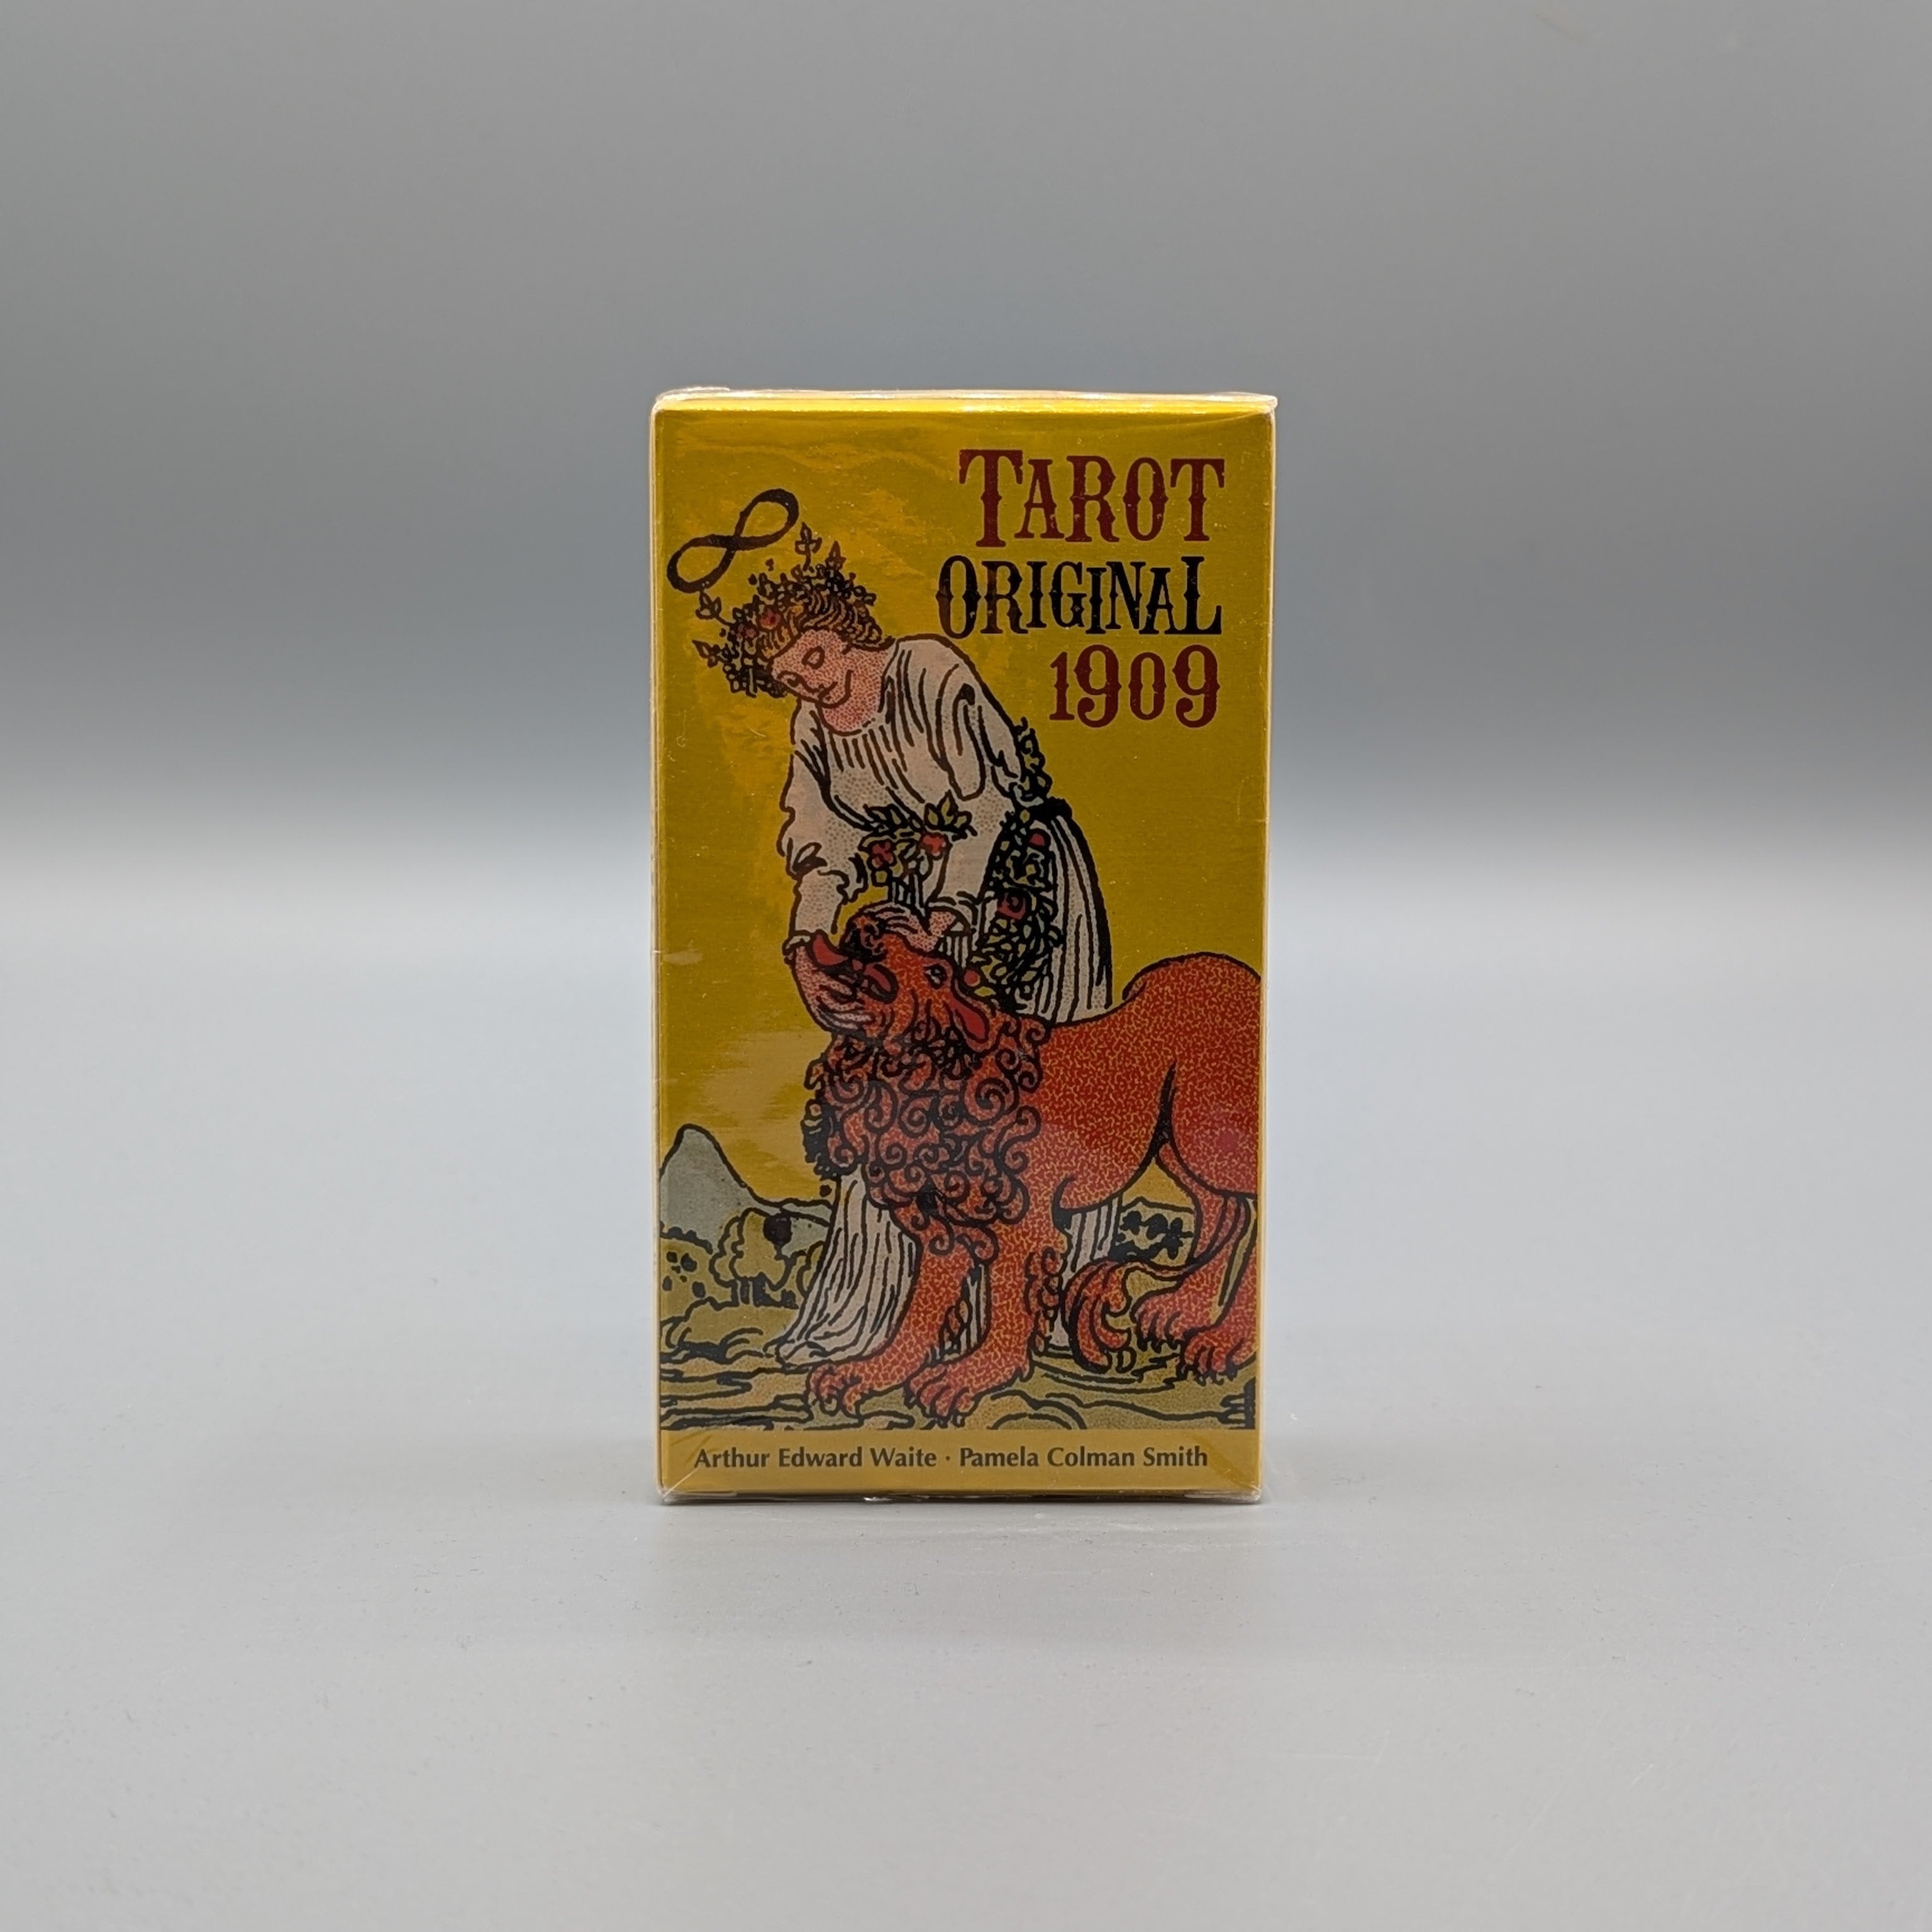 TAROT
ORIGINAL
1909
Arthur Edward Waite · Pamela Colman Smith